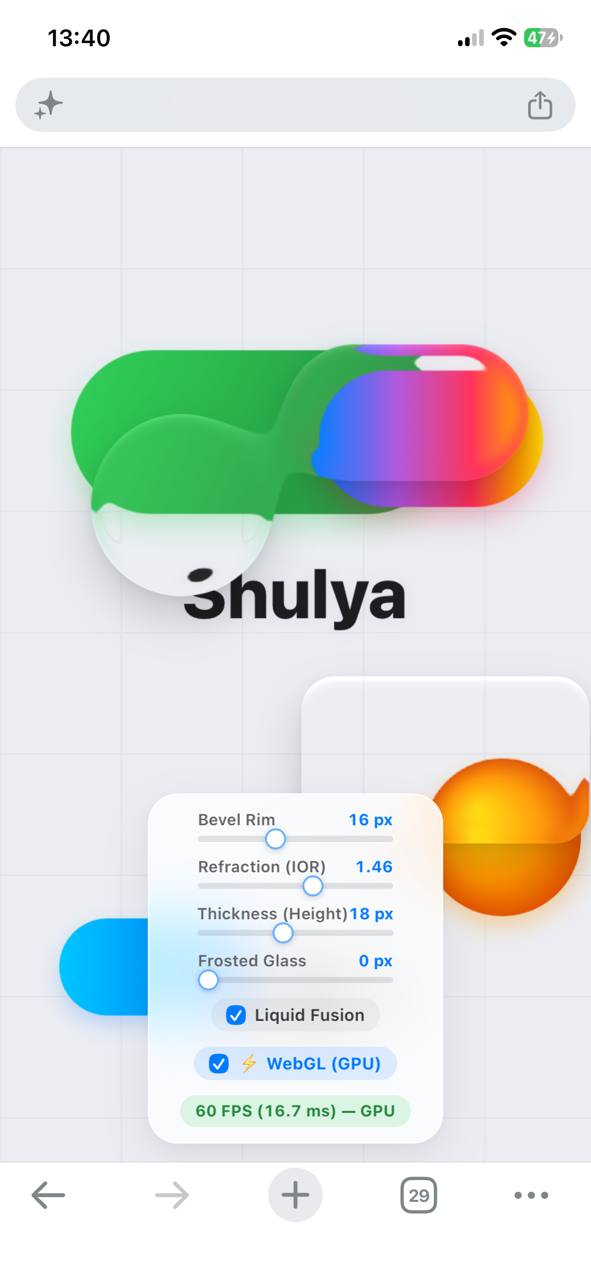 13:40
47
Shulya
Bevel Rim 16 px
Refraction (IOR) 1.46
Thickness (Height) 18 px
Frosted Glass 0 px
Liquid Fusion
⚡ WebGL (GPU)
60 FPS (16.7 ms) — GPU
29